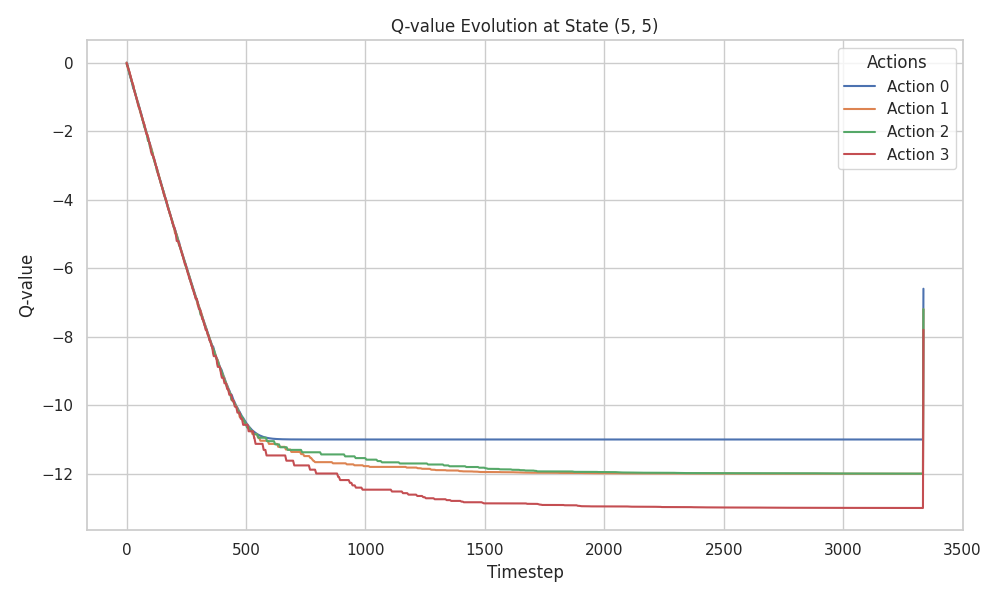 Q-value Evolution at State (5, 5)
Actions
Action 0
Action 1
Action 2
Action 3
Q-value
0
−2
−4
−6
−8
−10
−12
0
500
1000
1500
2000
2500
3000
3500
Timestep